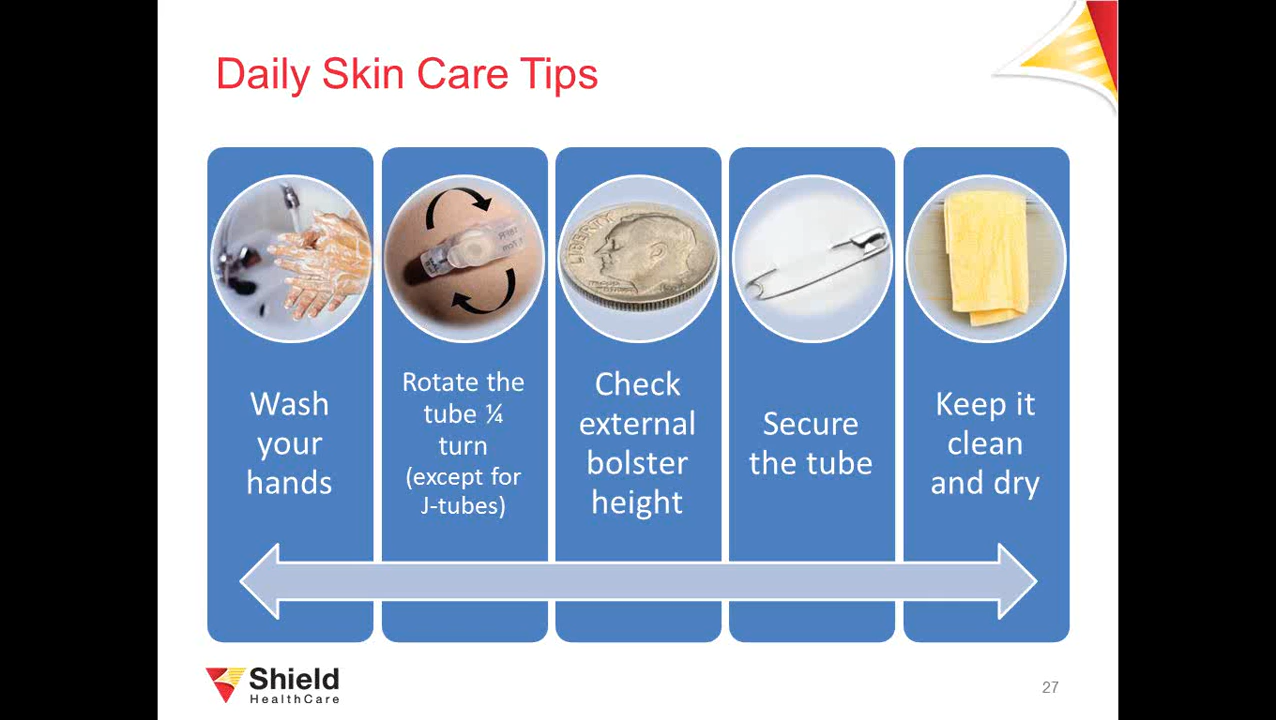 Daily Skin Care Tips
LIBERTY
Wash
your
hands
Rotate the
tube ¼
turn
(except for
J-tubes)
Check
external
bolster
height
Secure
the tube
Keep it
clean
and dry
Shield
HealthCare
27